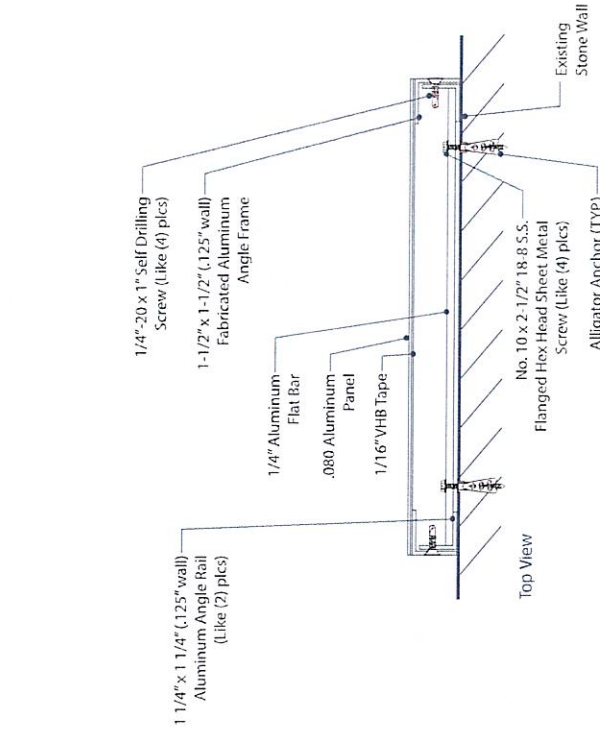 1/4"-20 x 1" Self Drilling
Screw (Like (4) plcs)
1-1/2" x 1-1/2" (.125" wall)
Fabricated Aluminum
Angle Frame
1/4" Aluminum
Flat Bar
.080 Aluminum
Panel
1/16" VHB Tape
1 1/4" x 1 1/4" (.125" wall)
Aluminum Angle Rail
(Like (2) plcs)
Existing
Stone Wall
No. 10 x 2-1/2" 18-8 S.S.
Flanged Hex Head Sheet Metal
Screw (Like (4) plcs)
Alligator Anchor (TYP)
Top View